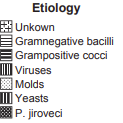 Etiology
Unkown
Gramnegative bacilli
Grampositive cocci
Viruses
Molds
Yeasts
P. jiroveci